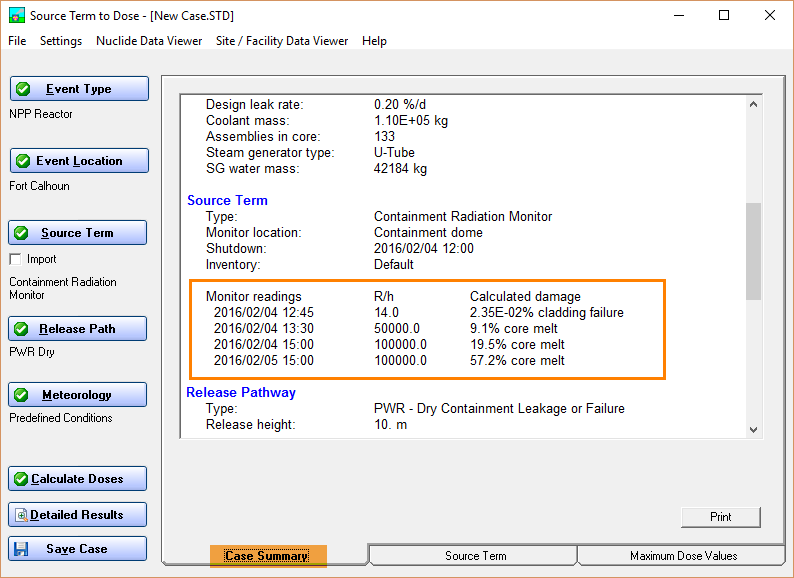 Source Term to Dose - [New Case.STD]
File Settings Nuclide Data Viewer Site / Facility Data Viewer Help
Event Type
NPP Reactor
Event Location
Fort Calhoun
Source Term
Import
Containment Radiation
Monitor
Release Path
PWR Dry
Meteorology
Predefined Conditions
Calculate Doses
Detailed Results
Save Case
Design leak rate: 0.20 %/d
Coolant mass: 1.10E+05 kg
Assemblies in core: 133
Steam generator type: U-Tube
SG water mass: 42184 kg
Source Term
Type: Containment Radiation Monitor
Monitor location: Containment dome
Shutdown: 2016/02/04 12:00
Inventory: Default
Monitor readings R/h Calculated damage
2016/02/04 12:45 14.0 2.35E-02% cladding failure
2016/02/04 13:30 50000.0 9.1% core melt
2016/02/04 15:00 100000.0 19.5% core melt
2016/02/05 15:00 100000.0 57.2% core melt
Release Pathway
Type: PWR - Dry Containment Leakage or Failure
Release height: 10. m
Print
Case Summary Source Term Maximum Dose Values